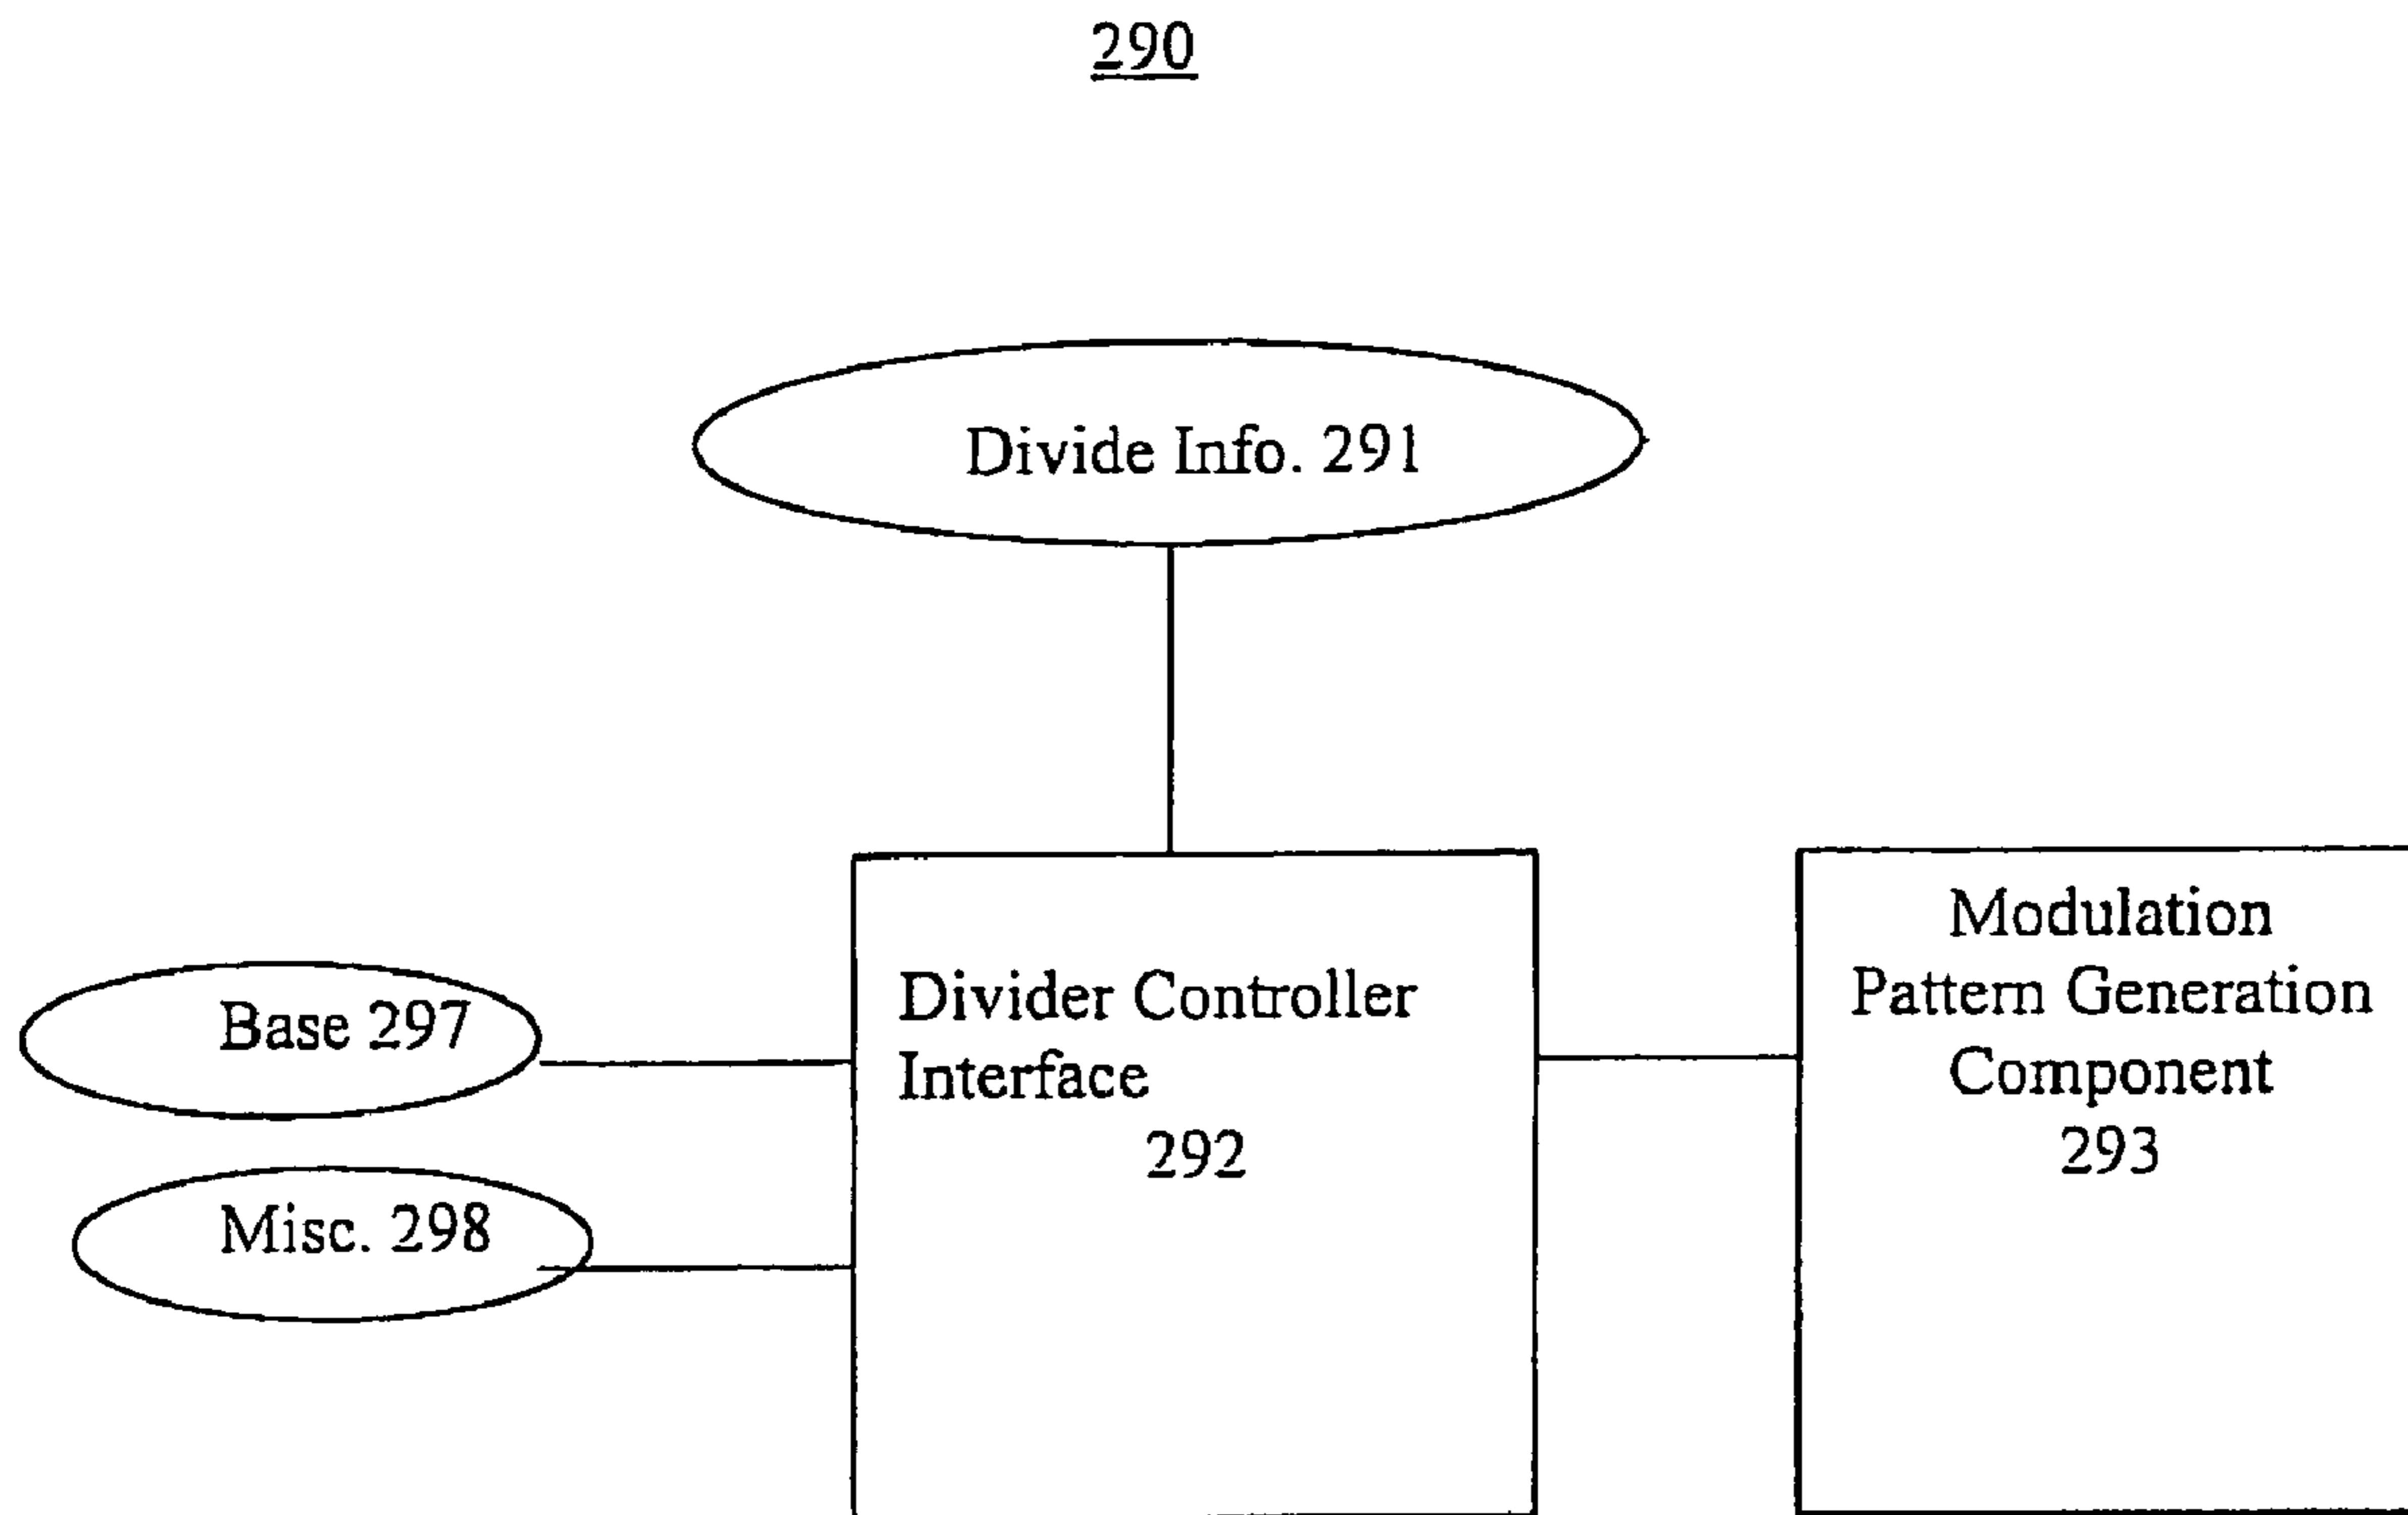 290
Divide Info. 291
Base 297
Misc. 298
Divider Controller
Interface
292
Modulation
Pattern Generation
Component
293